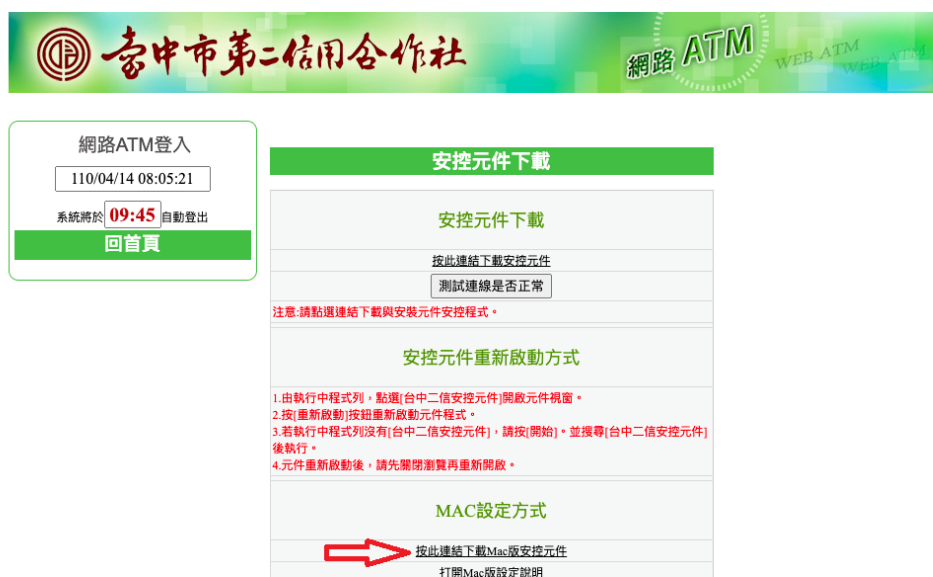 臺中市第二信用合作社
網路 ATM
WEB ATM
WEB ATM
網路ATM登入
110/04/14 08:05:21
系統將於 09:45 自動登出
回首頁
安控元件下載
安控元件下載
按此連結下載安控元件
測試連線是否正常
注意:請點選連結下載與安裝元件安控程式。
安控元件重新啟動方式
1.由執行中程式列，點選[台中二信安控元件]開啟元件視窗。
2.按[重新啟動]按鈕重新啟動元件程式。
3.若執行中程式列沒有[台中二信安控元件]，請按[開始]。並搜尋[台中二信安控元件]
後執行。
4.元件重新啟動後，請先關閉瀏覽再重新開啟。
MAC設定方式
按此連結下載Mac版安控元件
打開Mac版設定說明